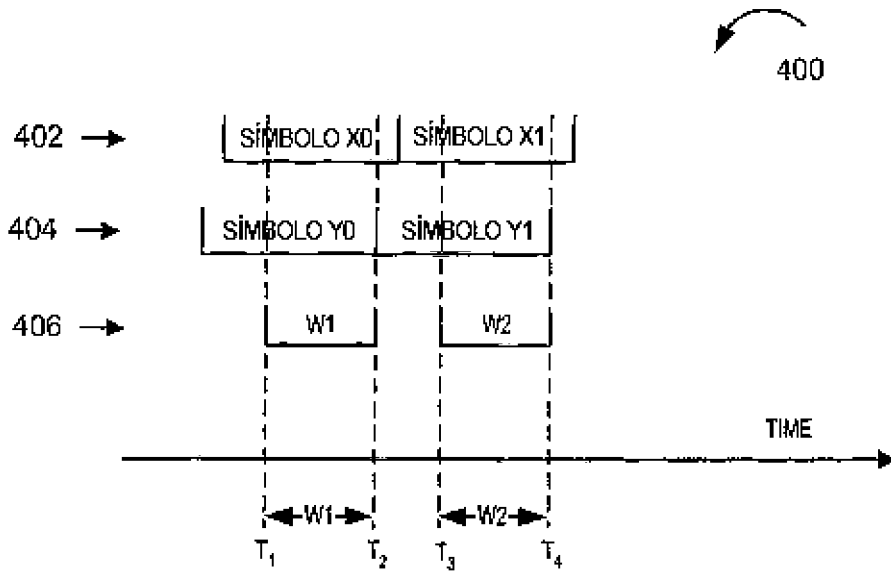 400
402
SÍMBOLO X0
SÍMBOLO X1
404
SÍMBOLO Y0
SÍMBOLO Y1
406
W1
W2
TIME
W1
W2
T1
T2
T3
T4